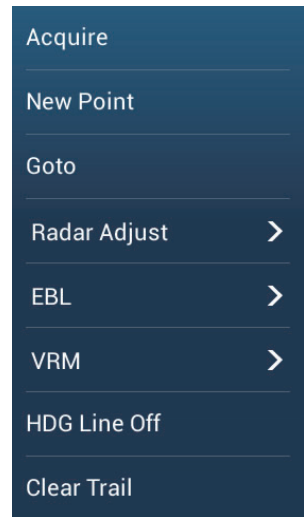 Acquire
New Point
Goto
Radar Adjust
EBL
VRM
HDG Line Off
Clear Trail